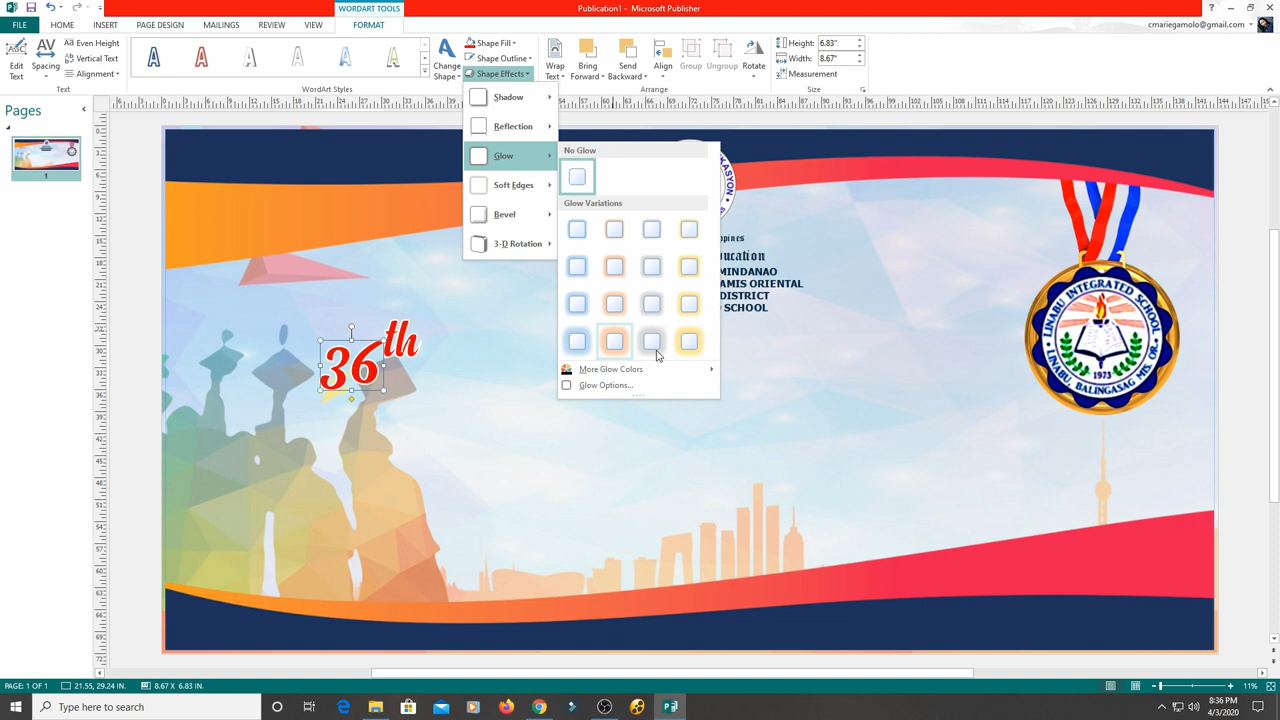 WORDART TOOLS
Publication1 - Microsoft Publisher
FILE HOME INSERT PAGE DESIGN MAILINGS REVIEW VIEW FORMAT
cmariegamolo@gmail.com
Edit Text
Spacing
Even Height
Vertical Text
Alignment
Text
WordArt Styles
Change Shape
Shape Fill
Shape Outline
Shape Effects
Wrap Text
Bring Forward
Send Backward
Align
Group
Ungroup
Rotate
Arrange
Height: 6.83"
Width: 8.67"
Measurement
Size
Pages
1
Shadow
Reflection
Glow
Soft Edges
Bevel
3-D Rotation
No Glow
Glow Variations
More Glow Colors
Glow Options...
MINDANAO
AMIS ORIENTAL
DISTRICT
SCHOOL
36th
LINABU INTEGRATED SCHOOL
1973
LINABU, BALINGASAG MIS. OR.
PAGE: 1 OF 1
21.55, 29.24 IN.
8.67 X 6.83 IN.
11%
Type here to search
8:36 PM
4/3/2020